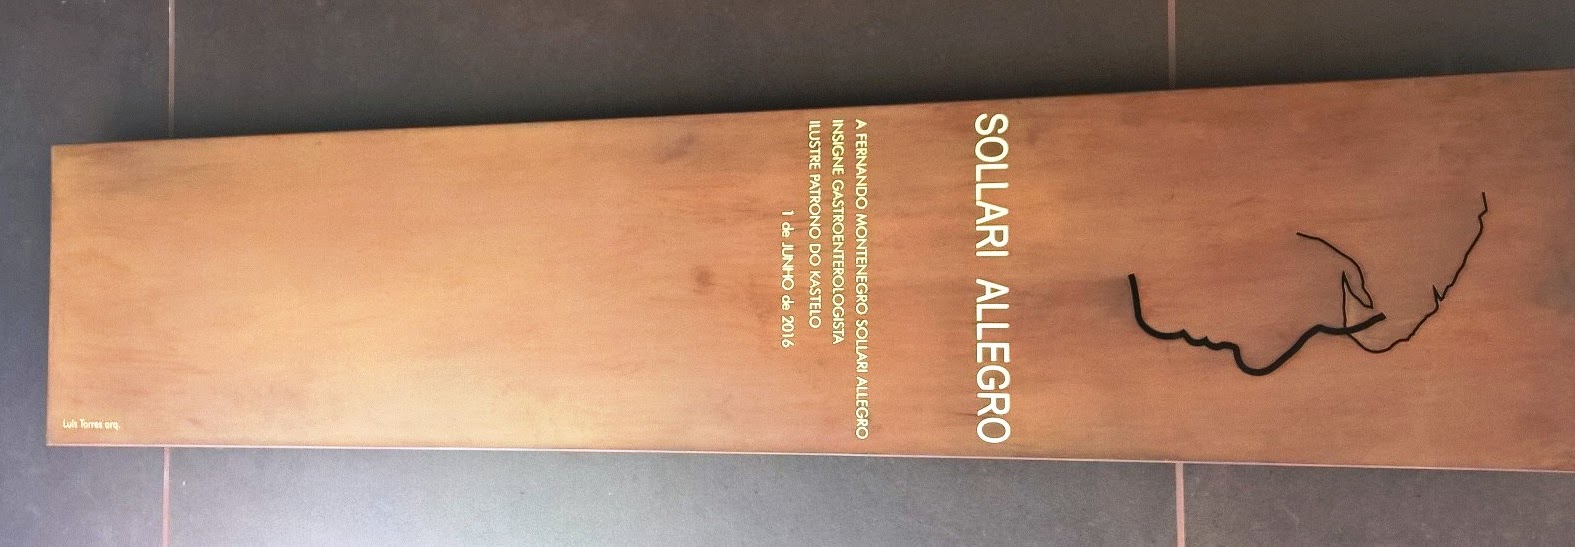 SOLLARI ALLEGRO
A FERNANDO MONTENEGRO SOLLARI ALLEGRO
INSIGNE GASTROENTEROLOGISTA
ILUSTRE PATRONO DO KASTELO
1 de JUNHO de 2016
Luís Torres arq.